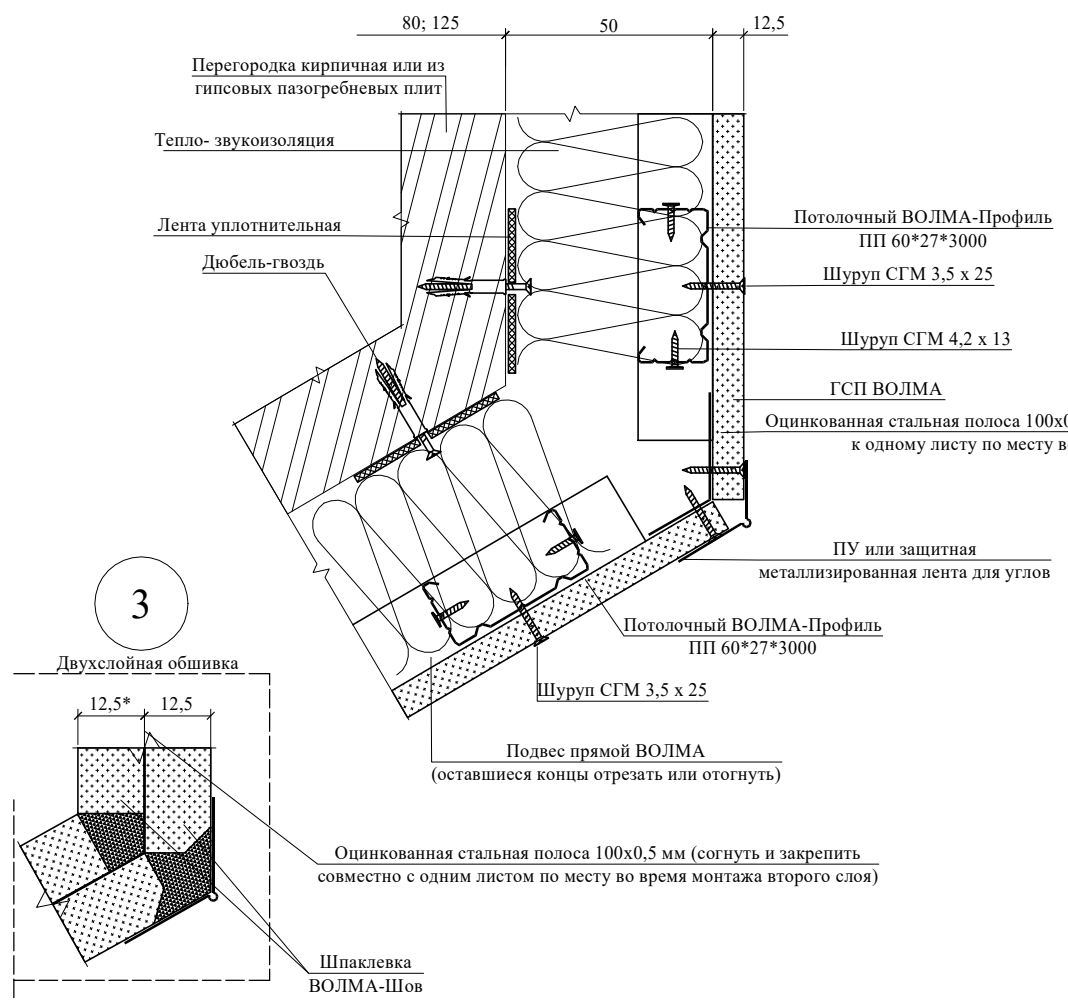 80; 125
50
12,5
Перегородка кирпичная или из
гипсовых пазогребневых плит
Тепло- звукоизоляция
Лента уплотнительная
Дюбель-гвоздь
Потолочный ВОЛМА-Профиль
ПП 60*27*3000
Шуруп СГМ 3,5 х 25
Шуруп СГМ 4,2 х 13
ГСП ВОЛМА
Оцинкованная стальная полоса
к одному листу по месту
ПУ или защитная
металлизированная лента для углов
Потолочный ВОЛМА-Профиль
ПП 60*27*3000
Шуруп СГМ 3,5 х 25
Подвес прямой ВОЛМА
(оставшиеся концы отрезать или отогнуть)
3
Двухслойная обшивка
12,5*
12,5
Оцинкованная стальная полоса 100х0,5 мм (согнуть и закрепить
совместно с одним листом по месту во время монтажа второго слоя)
Шпаклевка
ВОЛМА-Шов